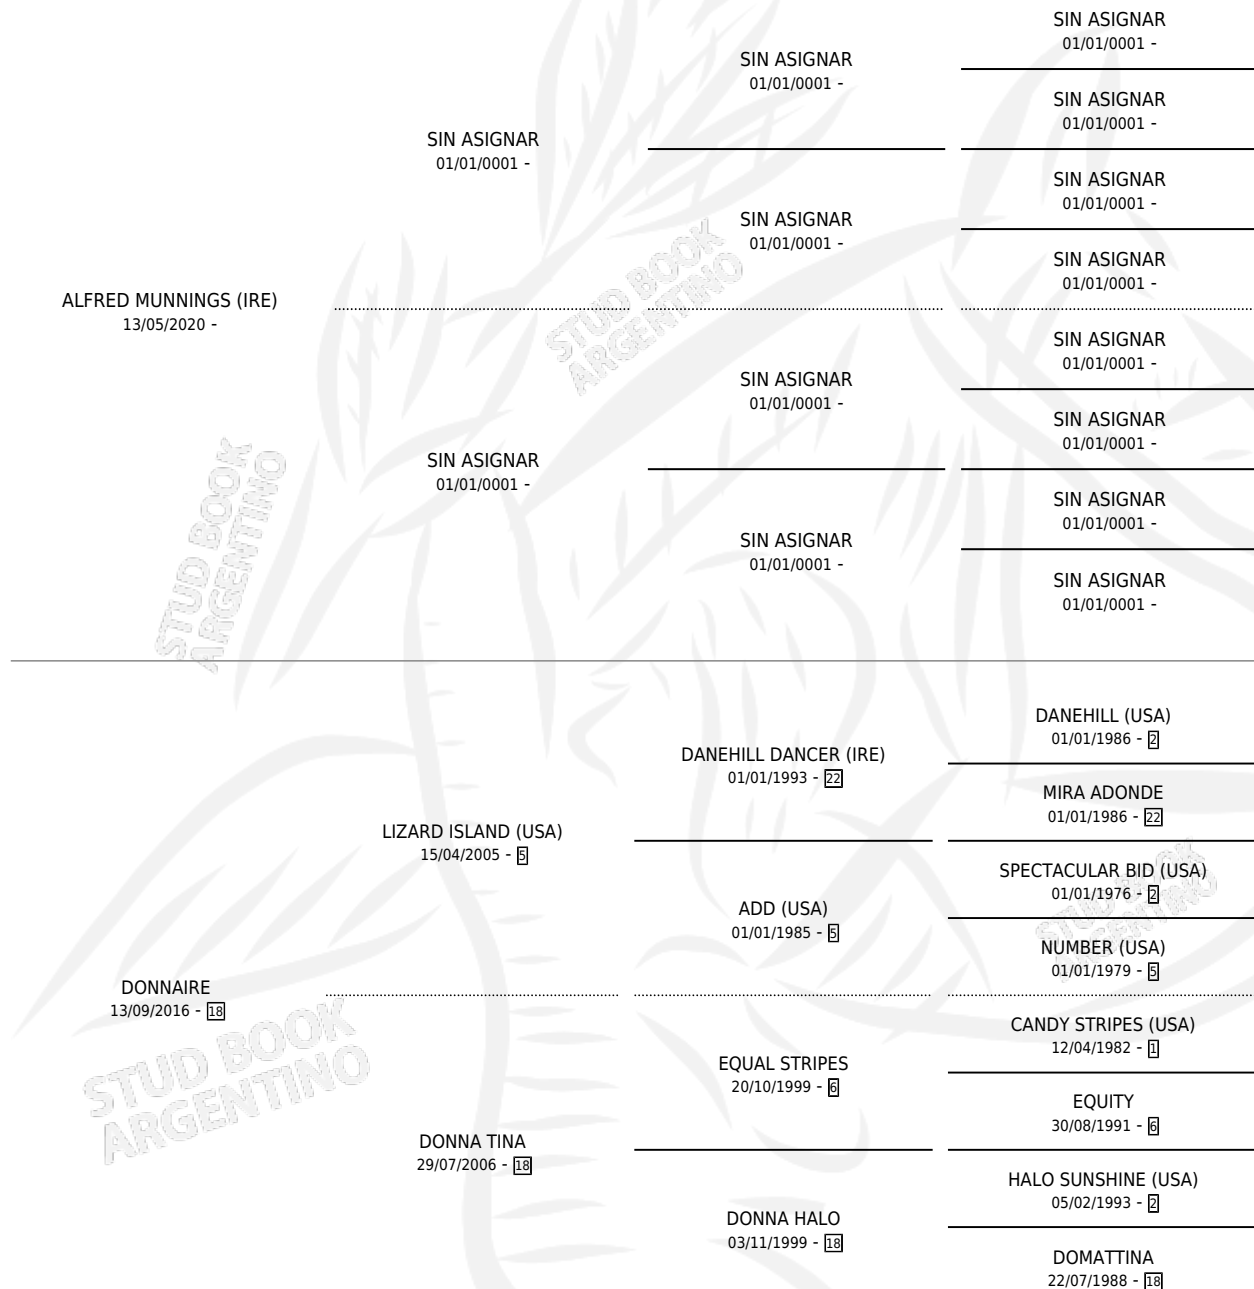 SIN ASIGNAR
01/01/0001 -
SIN ASIGNAR
01/01/0001 -
SIN ASIGNAR
01/01/0001 -
SIN ASIGNAR
01/01/0001 -
SIN ASIGNAR
01/01/0001 -
SIN ASIGNAR
01/01/0001 -
SIN ASIGNAR
01/01/0001 -
STUD BOOK
ARGENTINO
ALFRED MUNNINGS (IRE)
13/05/2020 -
SIN ASIGNAR
01/01/0001 -
SIN ASIGNAR
01/01/0001 -
SIN ASIGNAR
01/01/0001 -
SIN ASIGNAR
01/01/0001 -
SIN ASIGNAR
01/01/0001 -
SIN ASIGNAR
01/01/0001 -
SIN ASIGNAR
01/01/0001 -
STUD BOOK
ARGENTINO
DANEHILL (USA)
01/01/1986 - 2
DANEHILL DANCER (IRE)
01/01/1993 - 22
MIRA ADONDE
01/01/1986 - 22
LIZARD ISLAND (USA)
15/04/2005 - 5
SPECTACULAR BID (USA)
01/01/1976 - 2
STUD BOOK
ARGENTINO
ADD (USA)
01/01/1985 - 5
NUMBER (USA)
01/01/1979 - 5
DONNAIRE
13/09/2016 - 18
STUD BOOK
ARGENTINO
CANDY STRIPES (USA)
12/04/1982 - 1
EQUAL STRIPES
20/10/1999 - 6
EQUITY
30/08/1991 - 6
DONNA TINA
29/07/2006 - 18
HALO SUNSHINE (USA)
05/02/1993 - 2
DONNA HALO
03/11/1999 - 18
DOMATTINA
22/07/1988 - 18